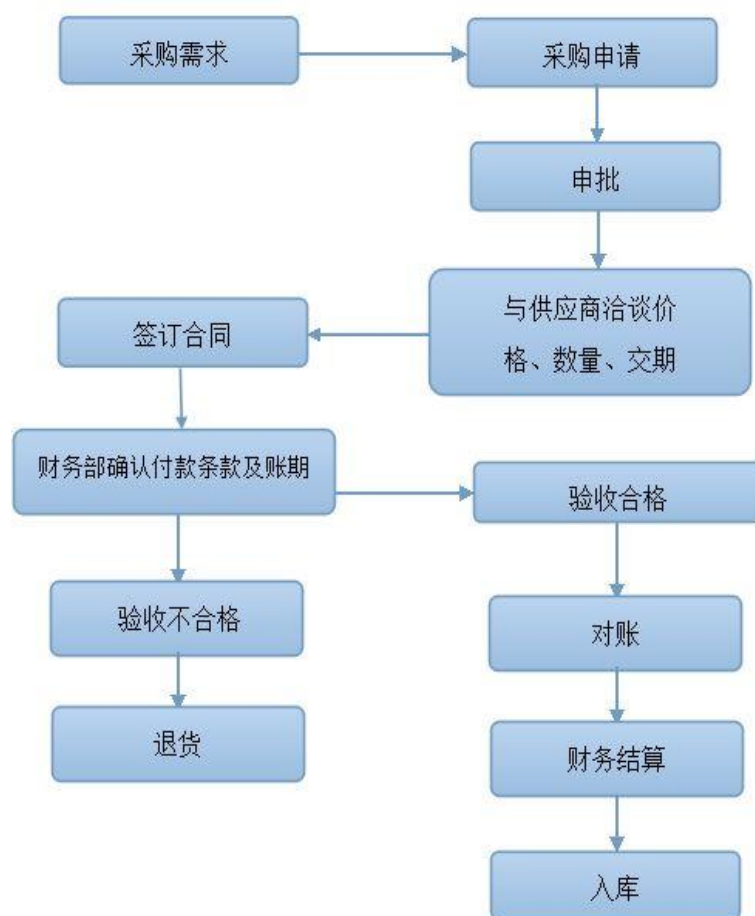 采购需求
采购申请
申批
与供应商洽谈价
格、数量、交期
签订合同
财务部确认付款条款及账期
验收合格
验收不合格
对账
退货
财务结算
入库